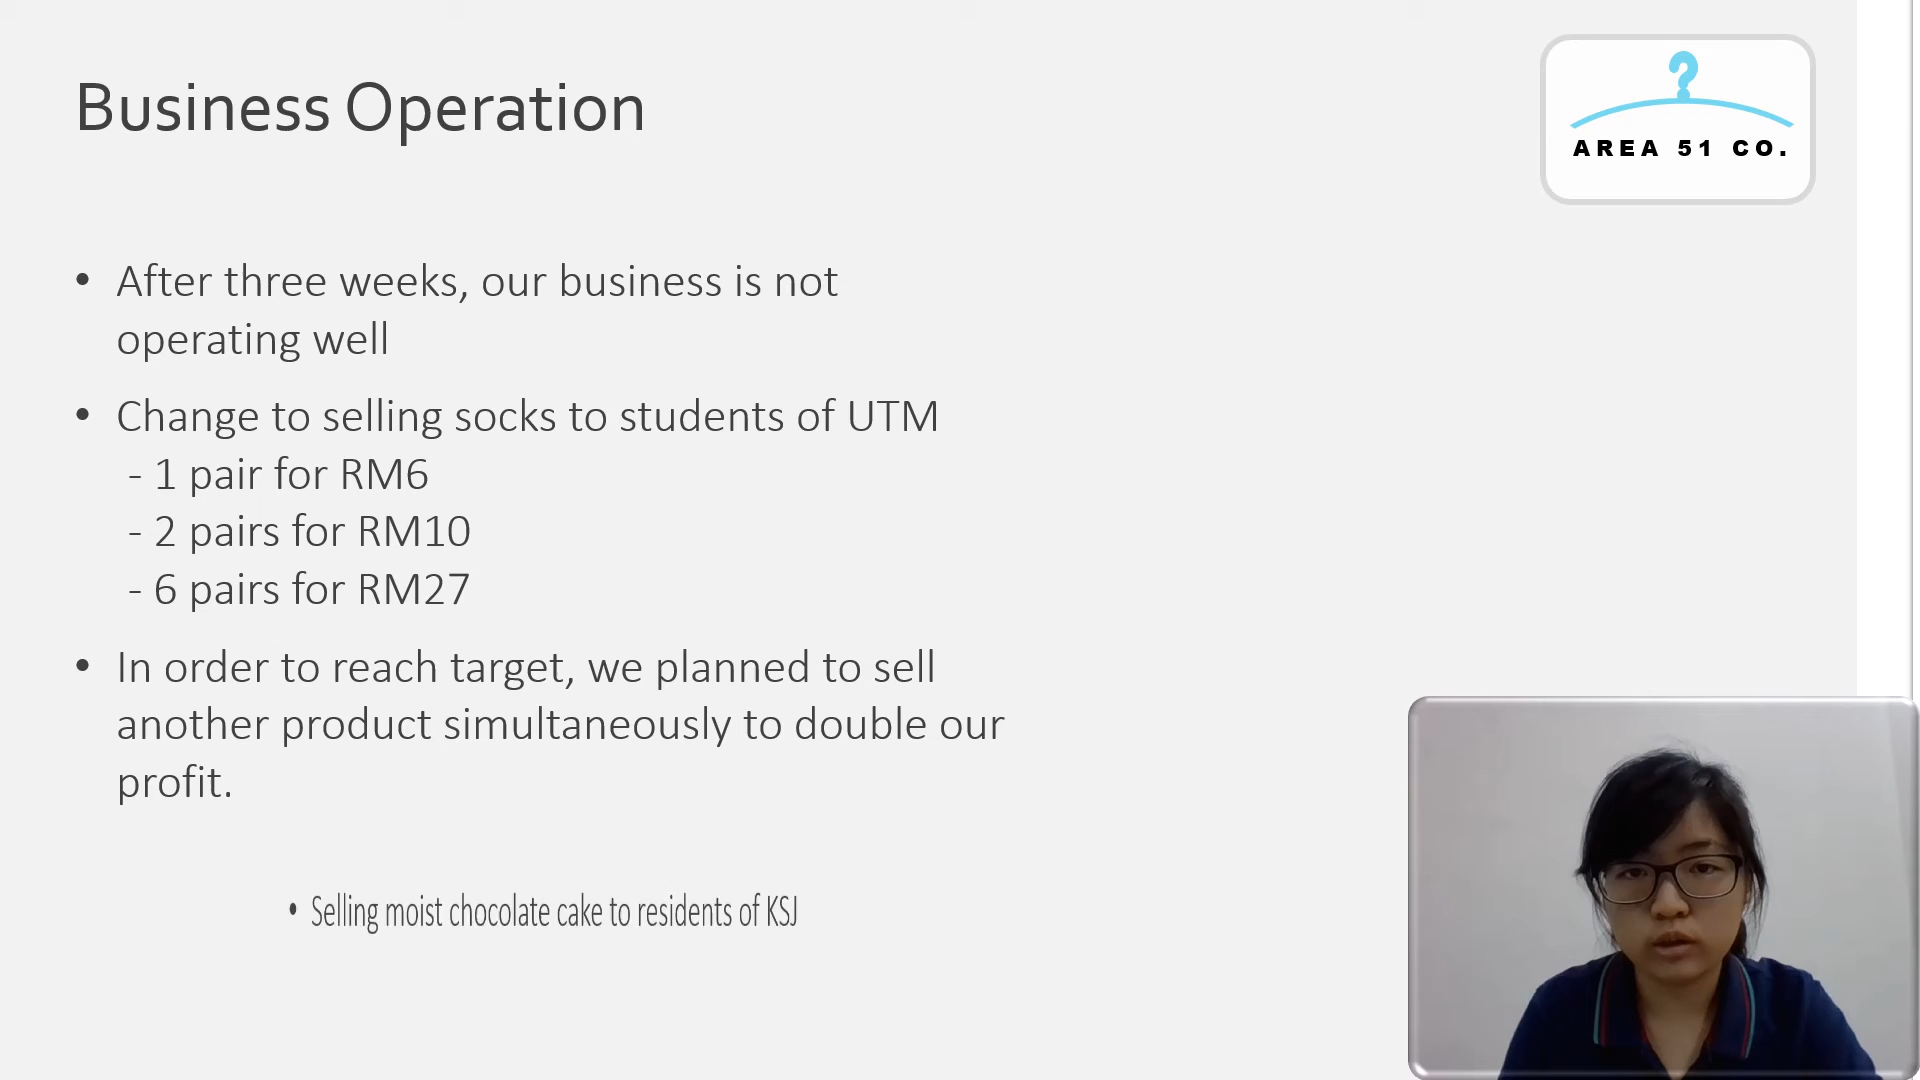 Business Operation
AREA 51 CO.
• After three weeks, our business is not
operating well
• Change to selling socks to students of UTM
- 1 pair for RM6
- 2 pairs for RM10
- 6 pairs for RM27
• In order to reach target, we planned to sell
another product simultaneously to double our
profit.
• Selling moist chocolate cake to residents of KSJ